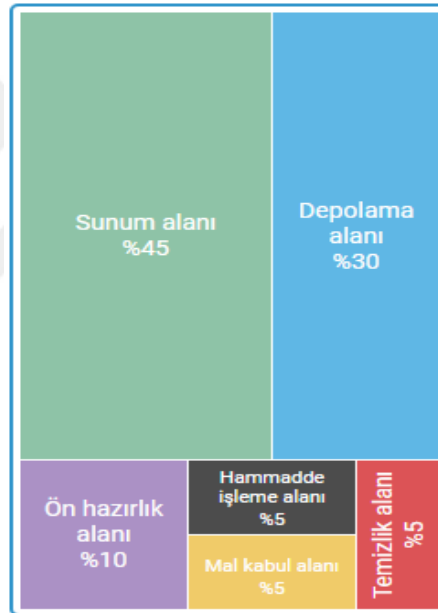 Sunum alanı
%45
Depolama
alanı
%30
Ön hazırlık
alanı
%10
Hammadde
işleme alanı
%5
Mal kabul alanı
%5
Temizlik alanı
%5